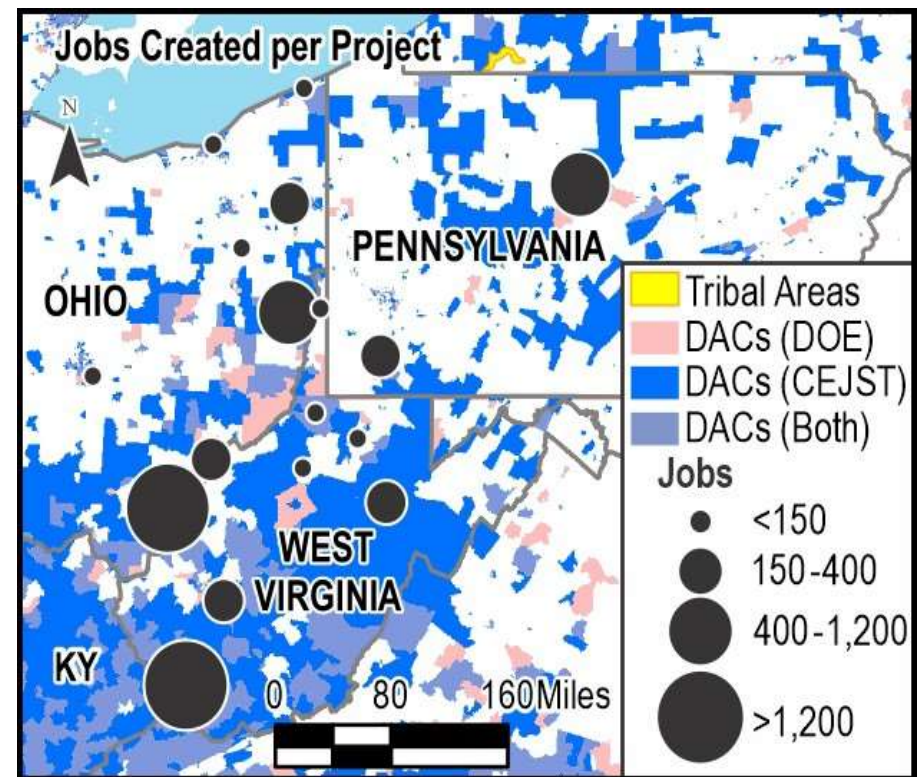 Jobs Created per Project
N
PENNSYLVANIA
OHIO
WEST
VIRGINIA
KY
0 80 160Miles
Tribal Areas
DACs (DOE)
DACs (CEJST)
DACs (Both)
Jobs
<150
150-400
400-1,200
>1,200